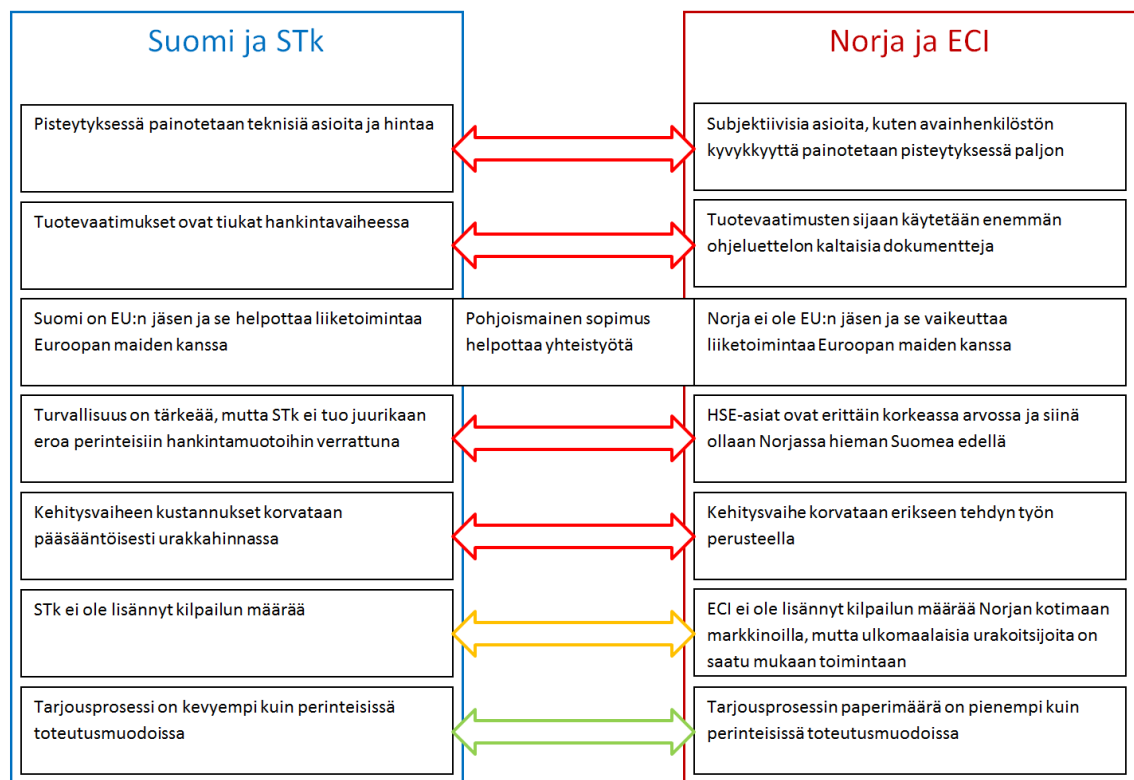 Suomi ja STk
Norja ja ECI
Pisteytyksessä painotetaan teknisiä asioita ja hintaa
Subjektiivisia asioita, kuten avainhenkilöstön
kyvykkyyttä painotetaan pisteytyksessä paljon
Tuotevaatimukset ovat tiukat hankintavaiheessa
Tuotevaatimusten sijaan käytetään enemmän
ohjeluettelon kaltaisia dokumentteja
Suomi on EU:n jäsen ja se helpottaa liiketoimintaa
Euroopan maiden kanssa
Pohjoismainen sopimus
helpottaa yhteistyötä
Norja ei ole EU:n jäsen ja se vaikeuttaa
liiketoimintaa Euroopan maiden kanssa
Turvallisuus on tärkeää, mutta STk ei tuo juurikaan
eroa perinteisiin hankintamuotoihin verrattuna
HSE-asiat ovat erittäin korkeassa arvossa ja siinä
ollaan Norjassa hieman Suomea edellä
Kehitysvaiheen kustannukset korvataan
pääsääntöisesti urakkahinnassa
Kehitysvaihe korvataan erikseen tehdyn työn
perusteella
STk ei ole lisännyt kilpailun määrää
ECI ei ole lisännyt kilpailun määrää Norjan kotimaan
markkinoilla, mutta ulkomaalaisia urakoitsijoita on
saatu mukaan toimintaan
Tarjousprosessi on kevyempi kuin perinteisissä
toteutusmuodoissa
Tarjousprosessin paperimäärä on pienempi kuin
perinteisissä toteutusmuodoissa